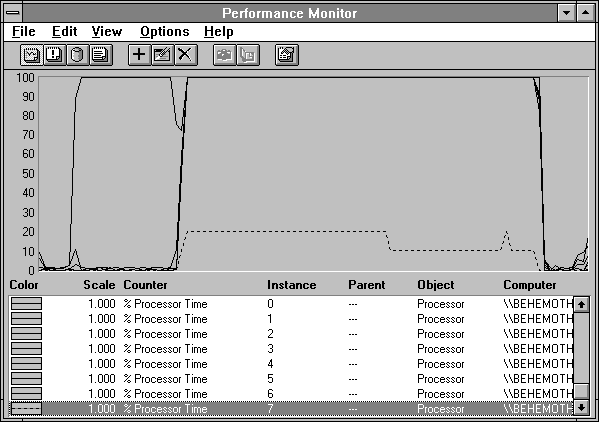 Performance Monitor
File Edit View Options Help
100
90
80
70
60
50
40
30
20
10
0
Color Scale Counter Instance Parent Object Computer
1.000 % Processor Time 0 --- Processor \\BEHEMOTH
1.000 % Processor Time 1 --- Processor \\BEHEMOTH
1.000 % Processor Time 2 --- Processor \\BEHEMOTH
1.000 % Processor Time 3 --- Processor \\BEHEMOTH
1.000 % Processor Time 4 --- Processor \\BEHEMOTH
1.000 % Processor Time 5 --- Processor \\BEHEMOTH
1.000 % Processor Time 6 --- Processor \\BEHEMOTH
1.000 % Processor Time 7 --- Processor \\BEHEMOTH